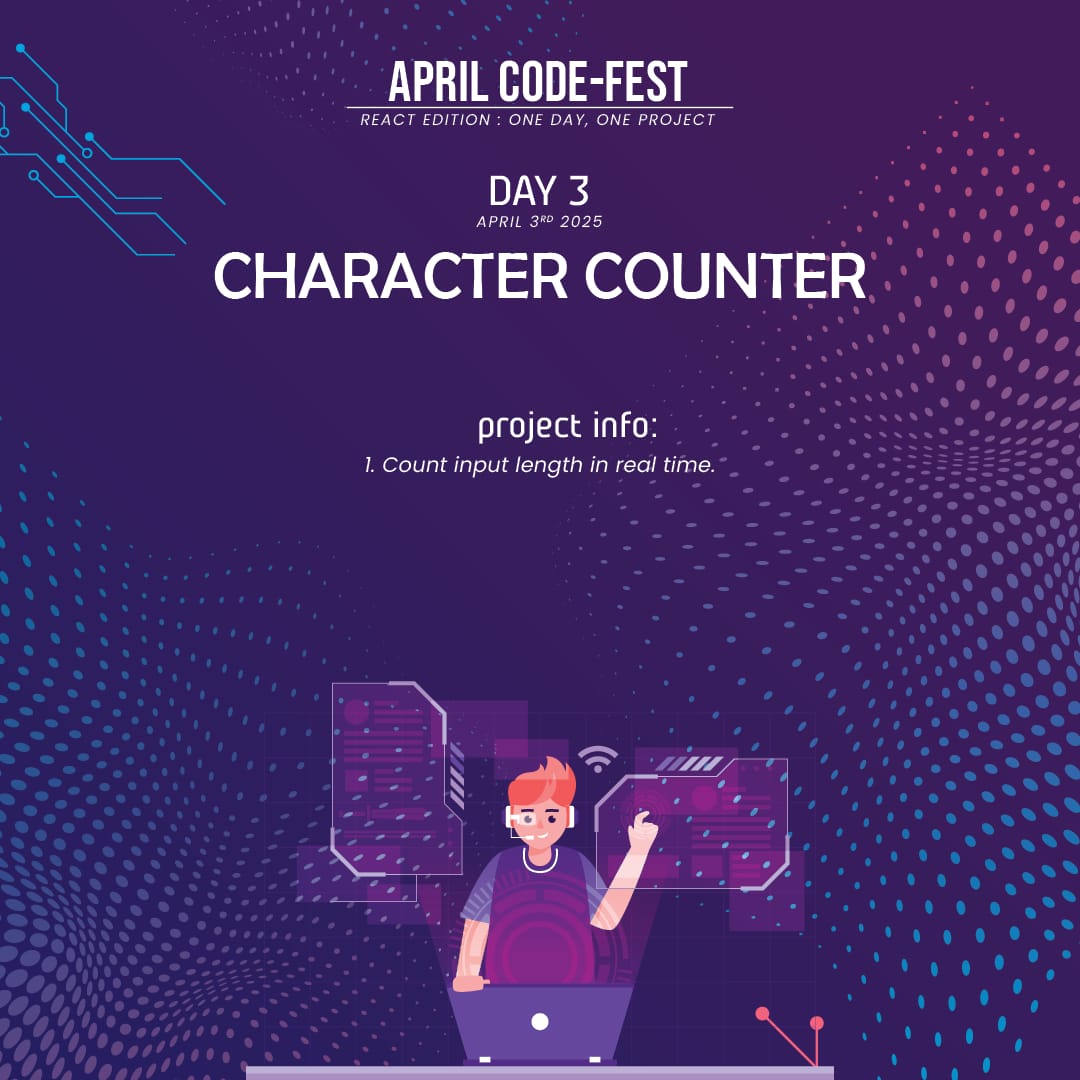 APRIL CODE-FEST
REACT EDITION : ONE DAY, ONE PROJECT
DAY 3
APRIL 3RD 2025
CHARACTER COUNTER
project info:
1. Count input length in real time.